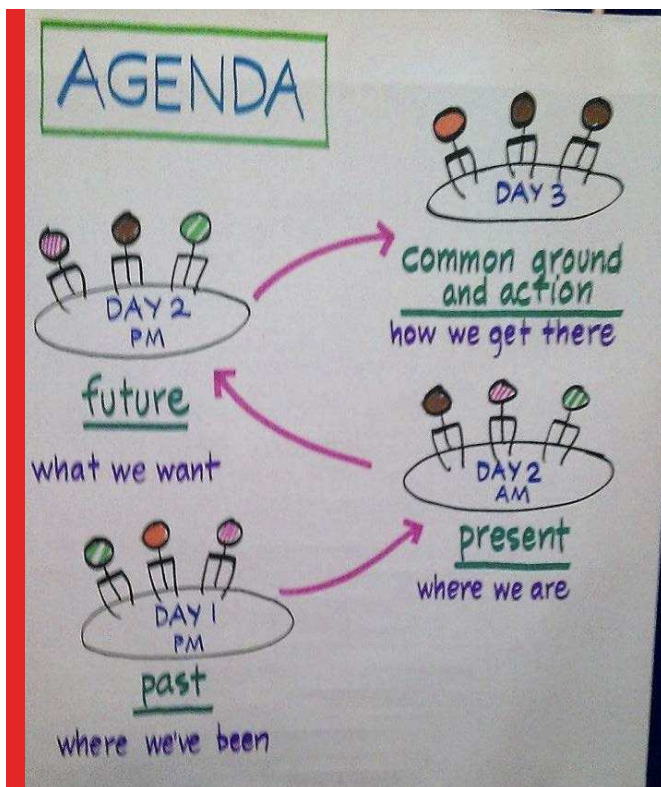 AGENDA
DAY 3
common ground
and action
how we get there
DAY 2
PM
future
what we want
DAY 2
AM
present
where we are
DAY 1
PM
past
where we've been